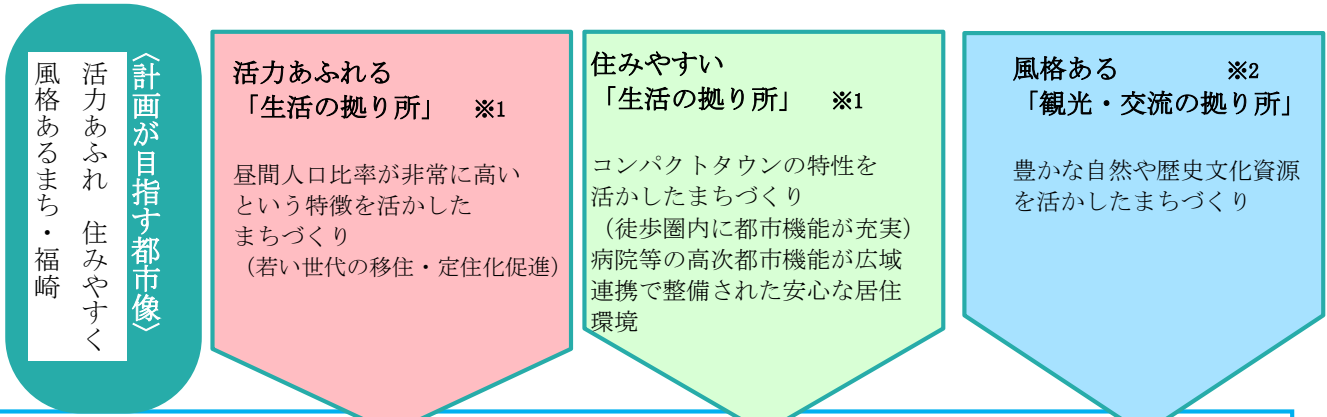 〈計画が目指す都市像〉
活力あふれ 住みやすく
風格あるまち・福崎
活力あふれる
「生活の拠り所」 ※1
昼間人口比率が非常に高い
という特徴を活かした
まちづくり
（若い世代の移住・定住化促進）
住みやすい
「生活の拠り所」 ※1
コンパクトタウンの特性を
活かしたまちづくり
（徒歩圏内に都市機能が充実）
病院等の高次都市機能が広域
連携で整備された安心な居住
環境
風格ある ※2
「観光・交流の拠り所」
豊かな自然や歴史文化資源
を活かしたまちづくり